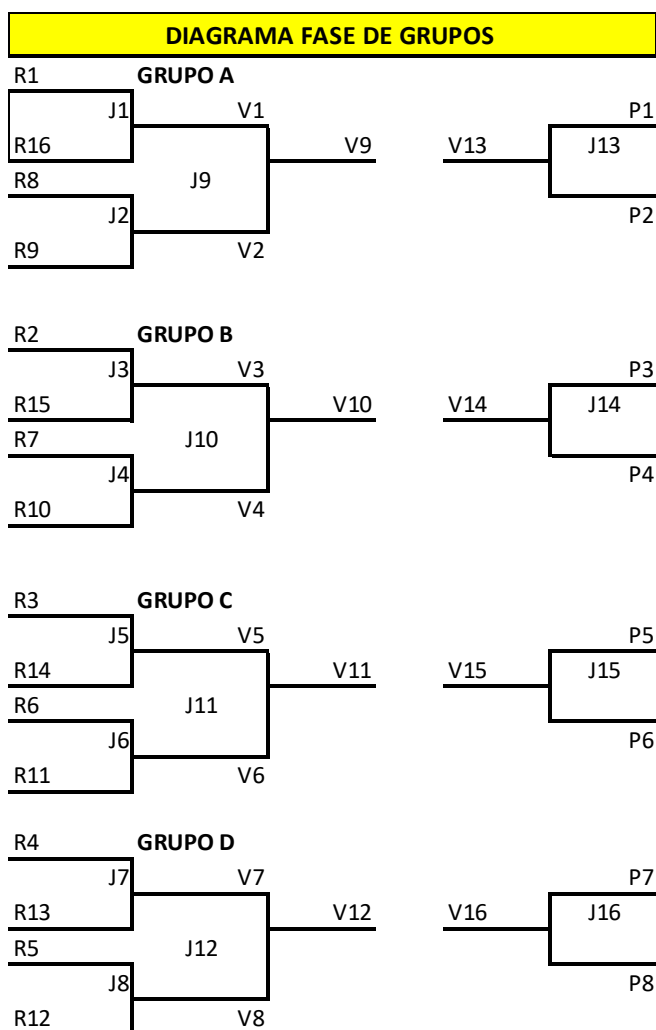 DIAGRAMA FASE DE GRUPOS
R1 GRUPO A
J1 V1 P1
R16 V9 V13 J13
R8 J9
J2 P2
R9 V2
R2 GRUPO B
J3 V3 P3
R15 V10 V14 J14
R7 J10
J4 P4
R10 V4
R3 GRUPO C
J5 V5 P5
R14 V11 V15 J15
R6 J11
J6 P6
R11 V6
R4 GRUPO D
J7 V7 P7
R13 V12 V16 J16
R5 J12
J8 P8
R12 V8